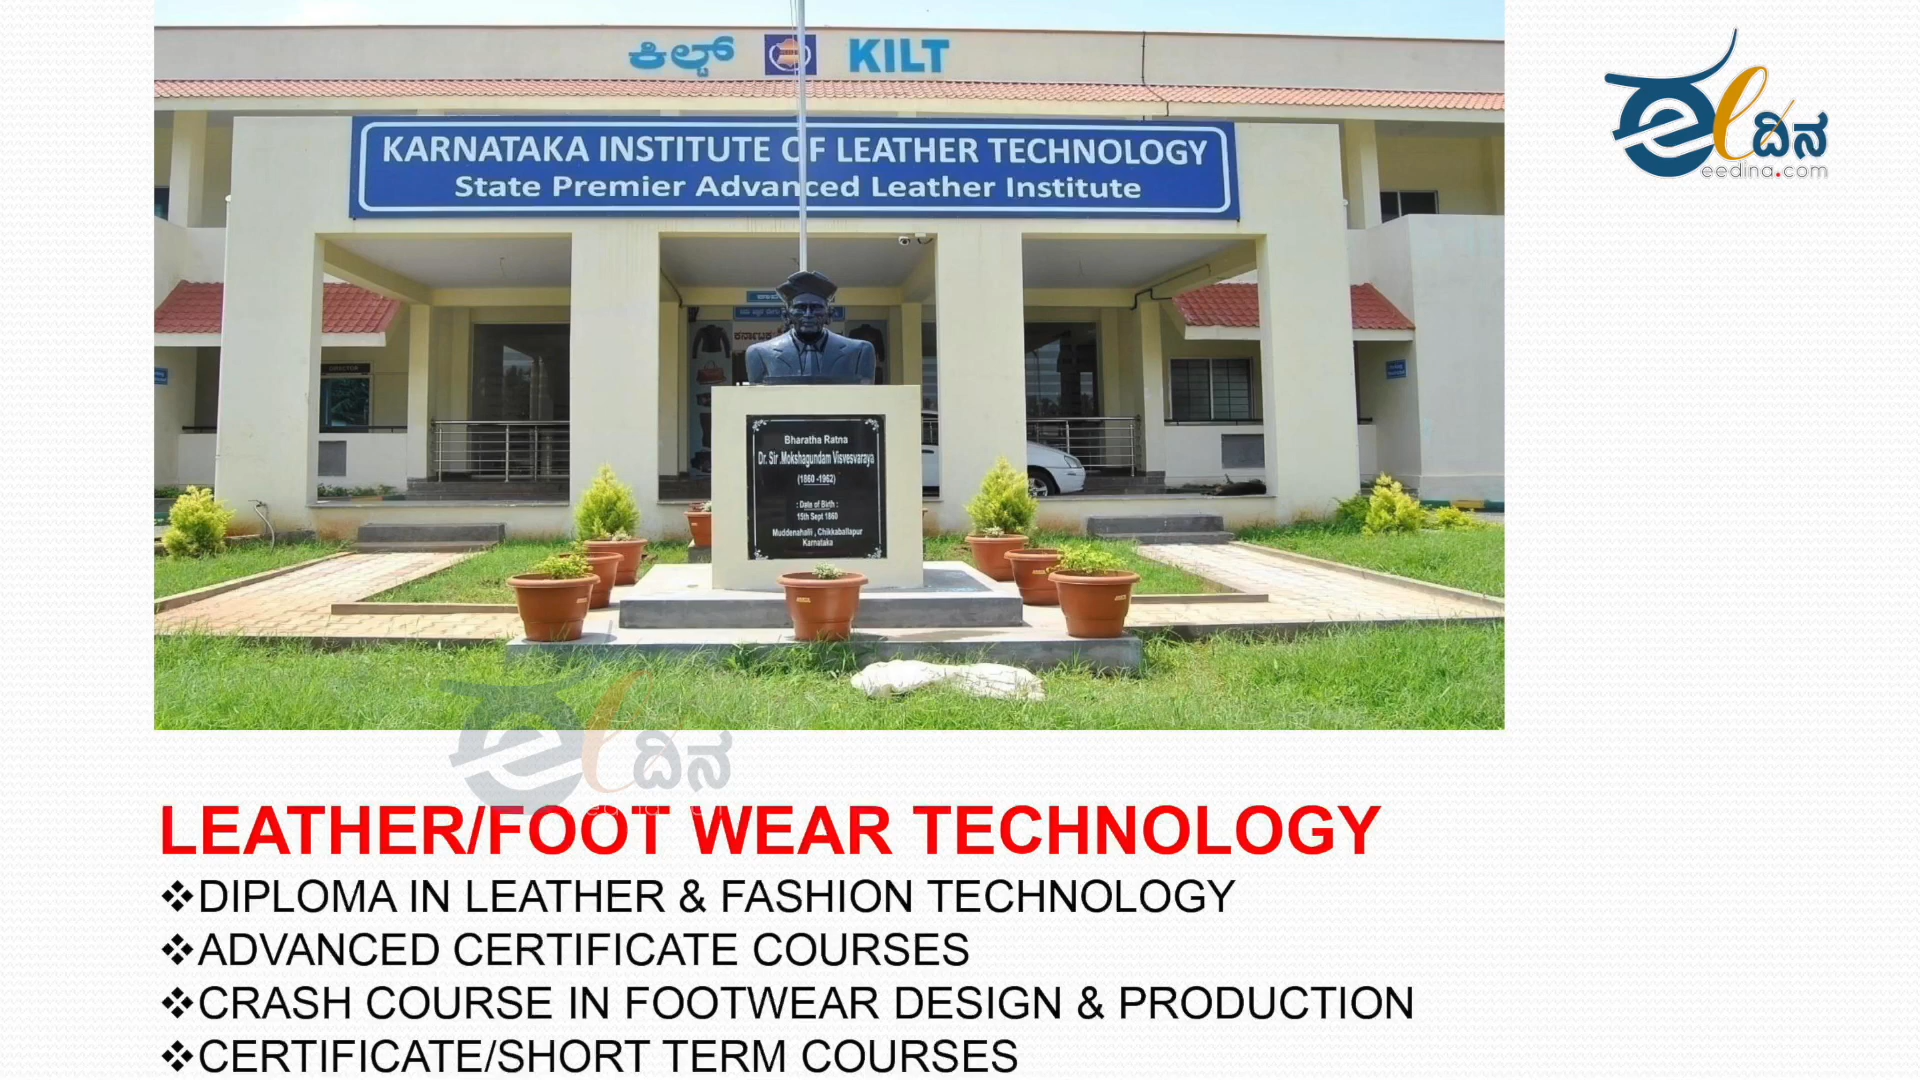 ಕಿಲ್ಟ್ KILT
KARNATAKA INSTITUTE OF LEATHER TECHNOLOGY
State Premier Advanced Leather Institute
eದಿನ
eedina.com
DIRECTOR
Bharatha Ratna
Dr. Sir .Mokshagundam Visvesvaraya
(1860 -1962)
: Date of Birth :
15th Sept 1860
Muddenahalli , Chikkaballapur
Karnataka
ದಿನ
LEATHER/FOOT WEAR TECHNOLOGY
❖DIPLOMA IN LEATHER & FASHION TECHNOLOGY
❖ADVANCED CERTIFICATE COURSES
❖CRASH COURSE IN FOOTWEAR DESIGN & PRODUCTION
❖CERTIFICATE/SHORT TERM COURSES